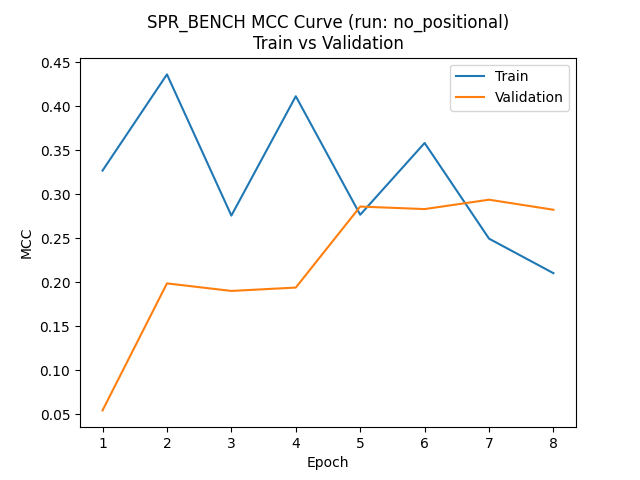 SPR_BENCH MCC Curve (run: no_positional)
Train vs Validation
Train
Validation
MCC
0.45
0.40
0.35
0.30
0.25
0.20
0.15
0.10
0.05
1 2 3 4 5 6 7 8
Epoch